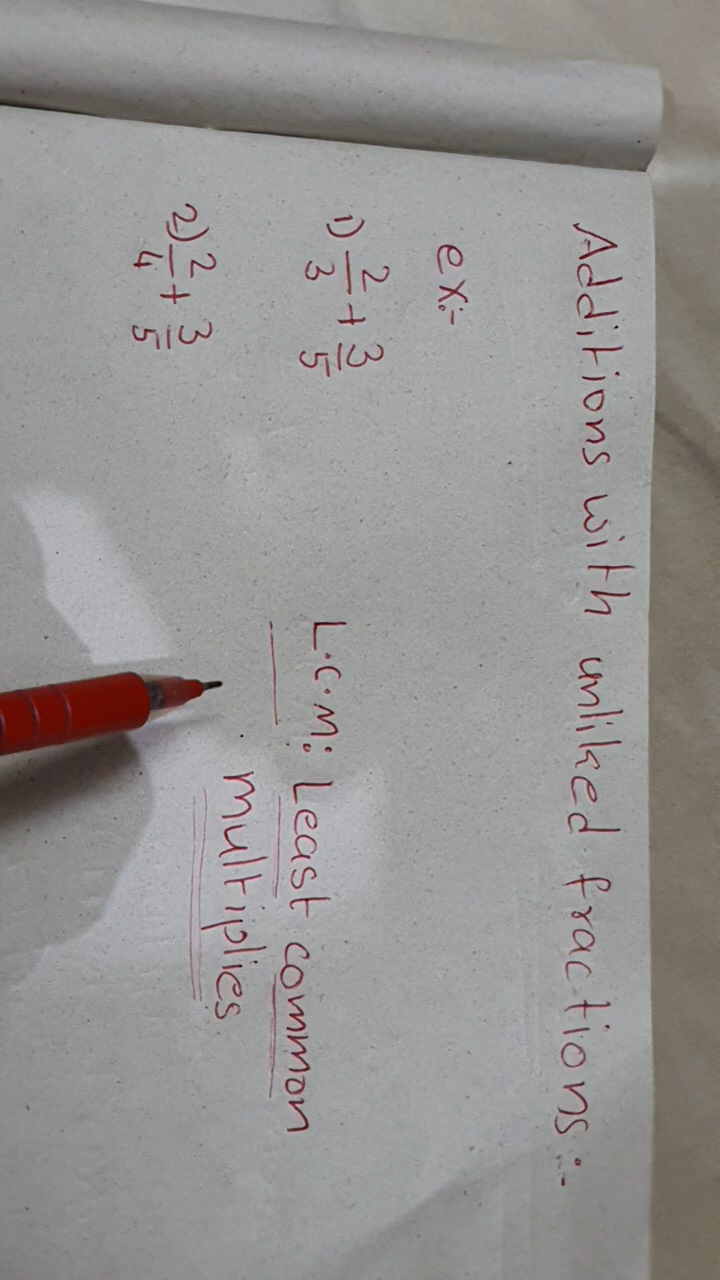 Additions with unliked fractions:-
ex:-
1) 2/3 + 3/5
L.C.M: Least common
multiplies
2) 2/4 + 3/5